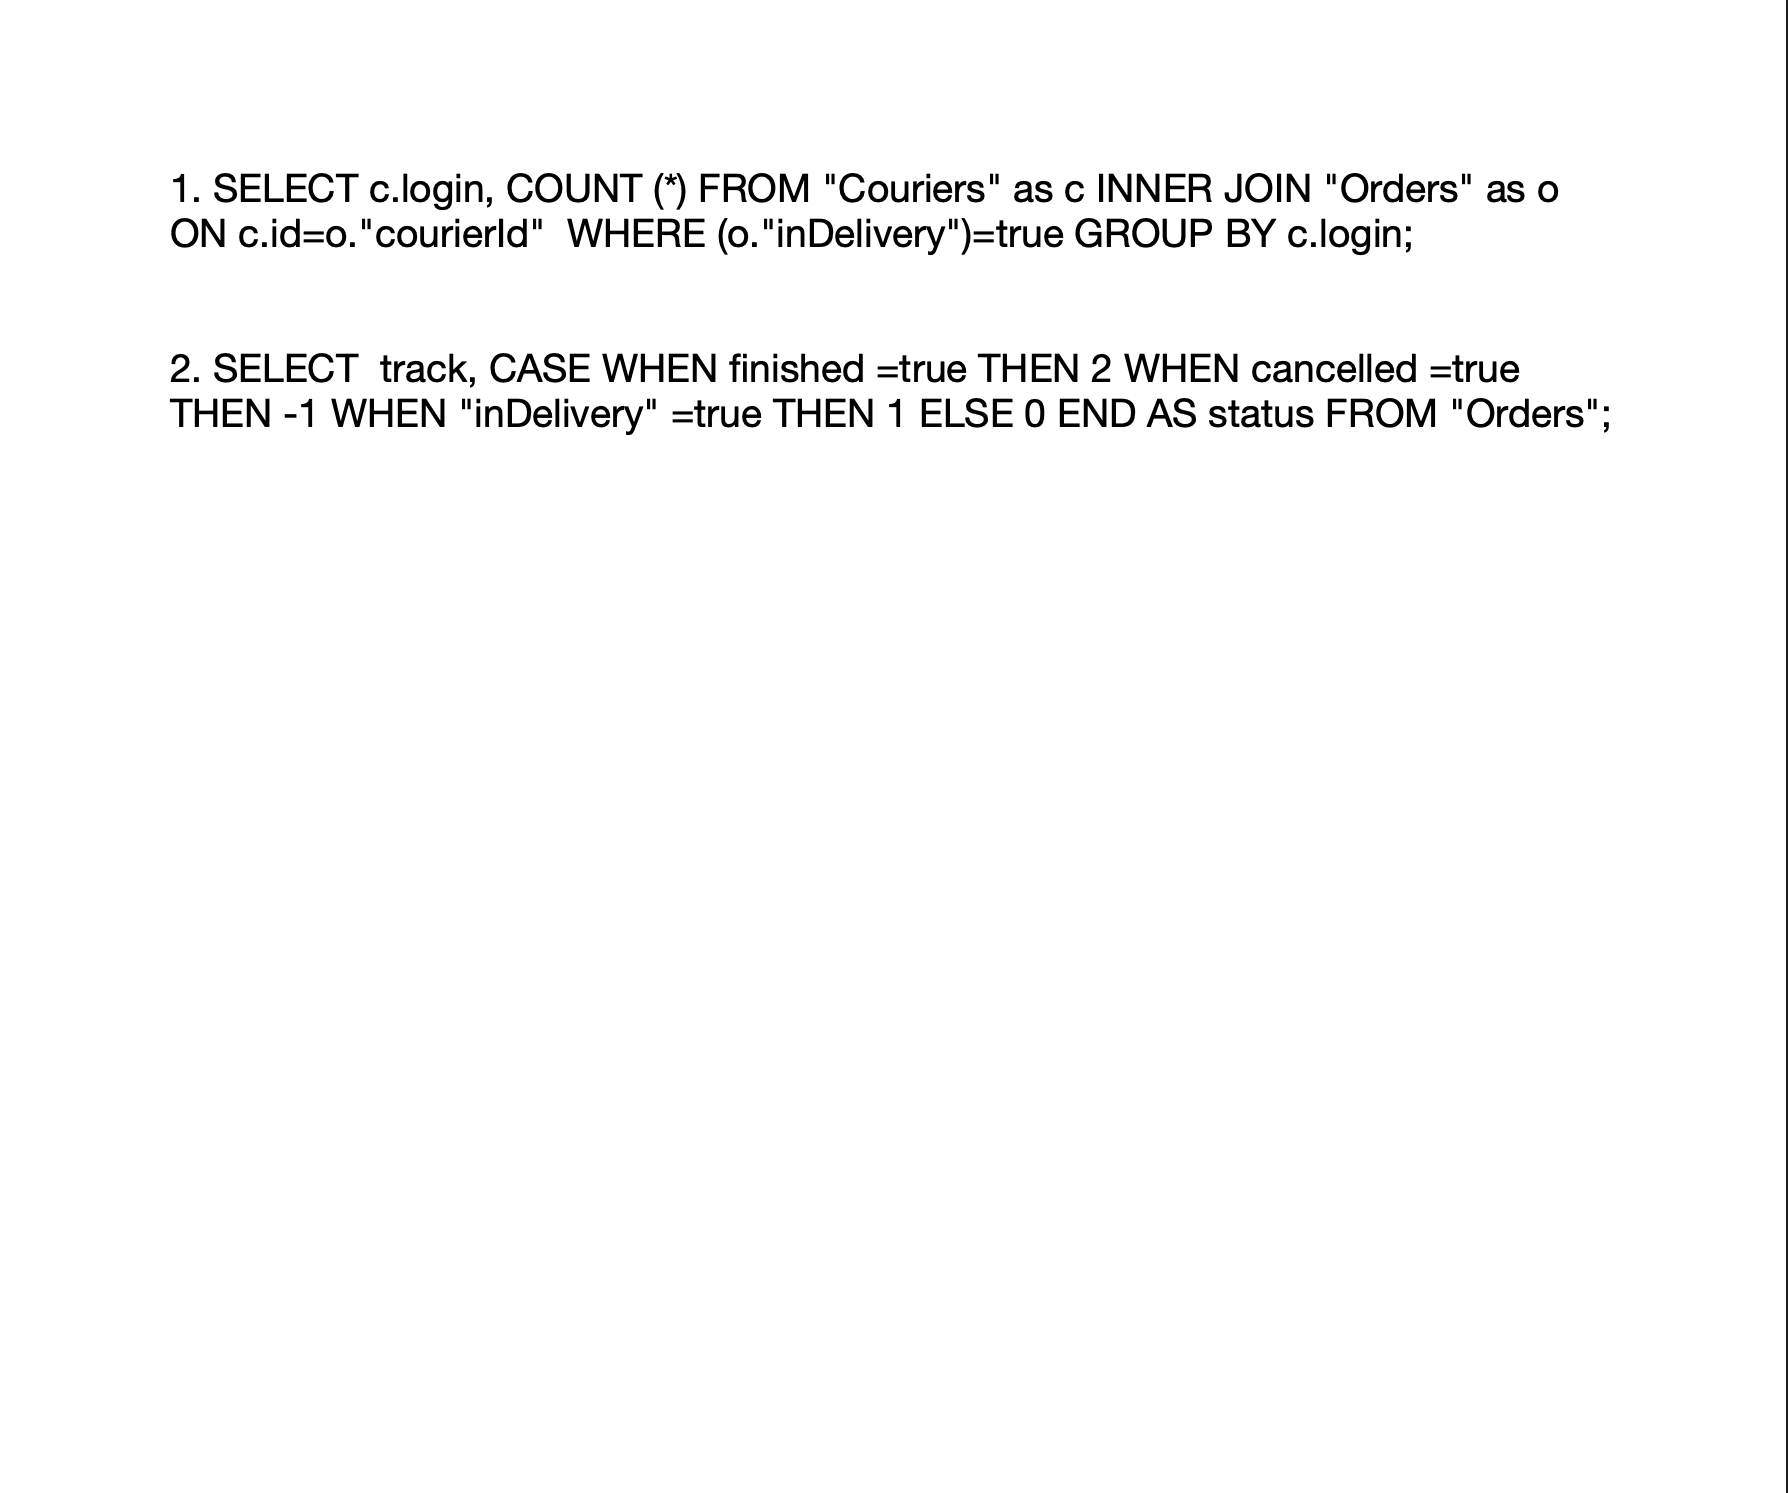 1. SELECT c.login, COUNT (*) FROM "Couriers" as c INNER JOIN "Orders" as o
ON c.id=o."courierId"  WHERE (o."inDelivery")=true GROUP BY c.login;
2. SELECT  track, CASE WHEN finished =true THEN 2 WHEN cancelled =true
THEN -1 WHEN "inDelivery" =true THEN 1 ELSE 0 END AS status FROM "Orders";